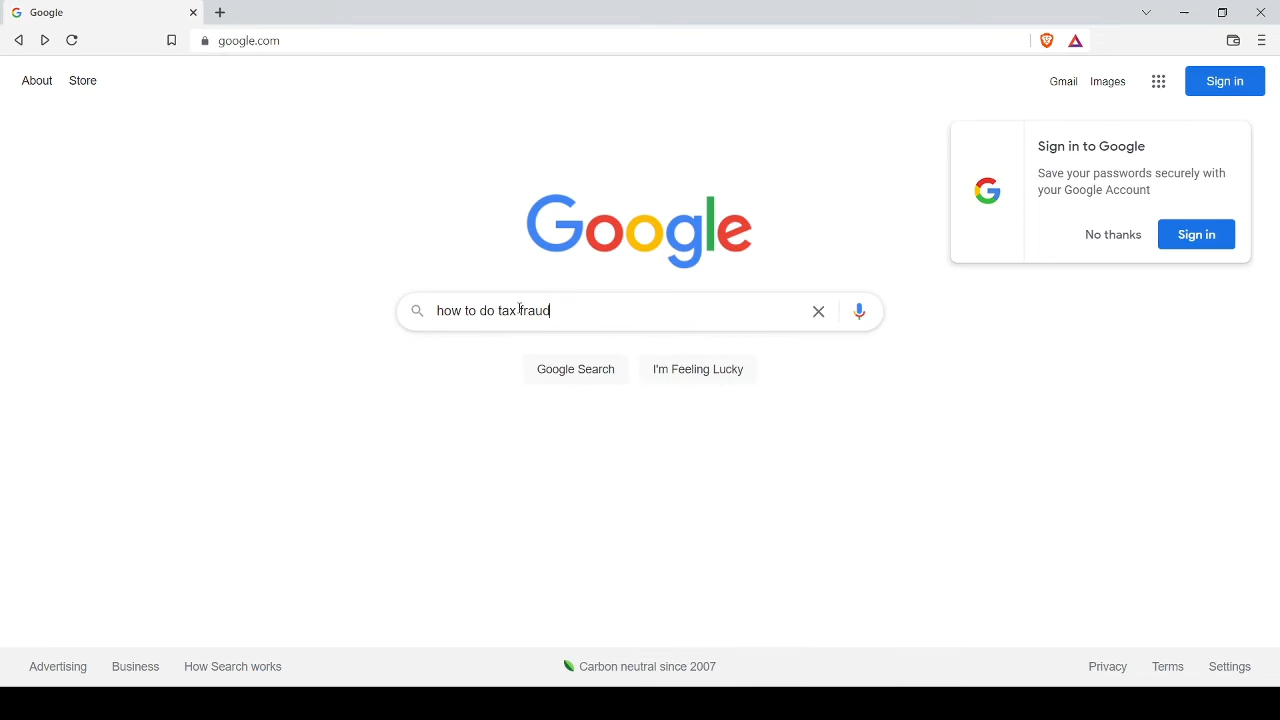 Google
google.com
About Store
Gmail Images
Sign in
Sign in to Google
Save your passwords securely with
your Google Account
No thanks
Sign in
Google
how to do tax fraud
Google Search
I'm Feeling Lucky
Advertising Business How Search works
Carbon neutral since 2007
Privacy Terms Settings